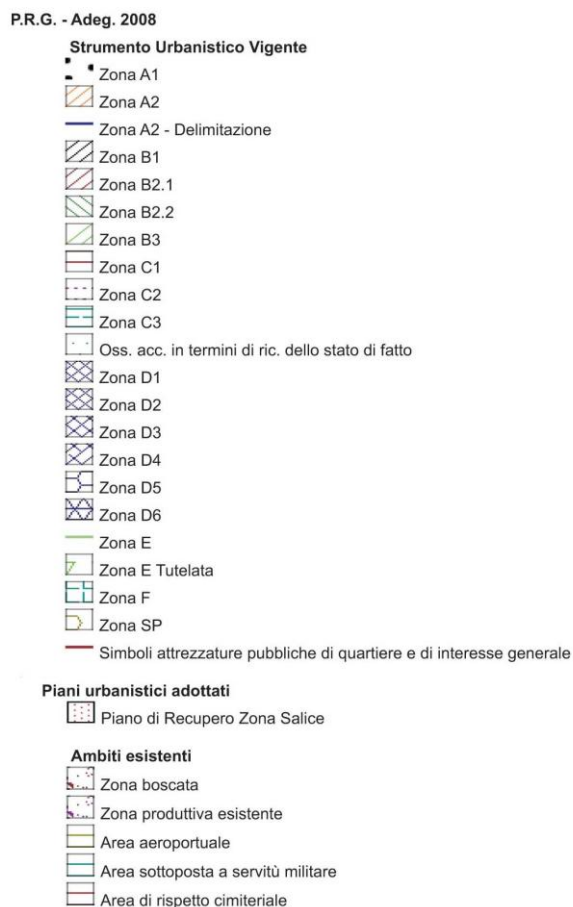 P.R.G. - Adeg. 2008
Strumento Urbanistico Vigente
Zona A1
Zona A2
Zona A2 - Delimitazione
Zona B1
Zona B2.1
Zona B2.2
Zona B3
Zona C1
Zona C2
Zona C3
Oss. acc. in termini di ric. dello stato di fatto
Zona D1
Zona D2
Zona D3
Zona D4
Zona D5
Zona D6
Zona E
Zona E Tutelata
Zona F
Zona SP
Simboli attrezzature pubbliche di quartiere e di interesse generale
Piani urbanistici adottati
Piano di Recupero Zona Salice
Ambiti esistenti
Zona boscata
Zona produttiva esistente
Area aeroportuale
Area sottoposta a servitù militare
Area di rispetto cimiteriale